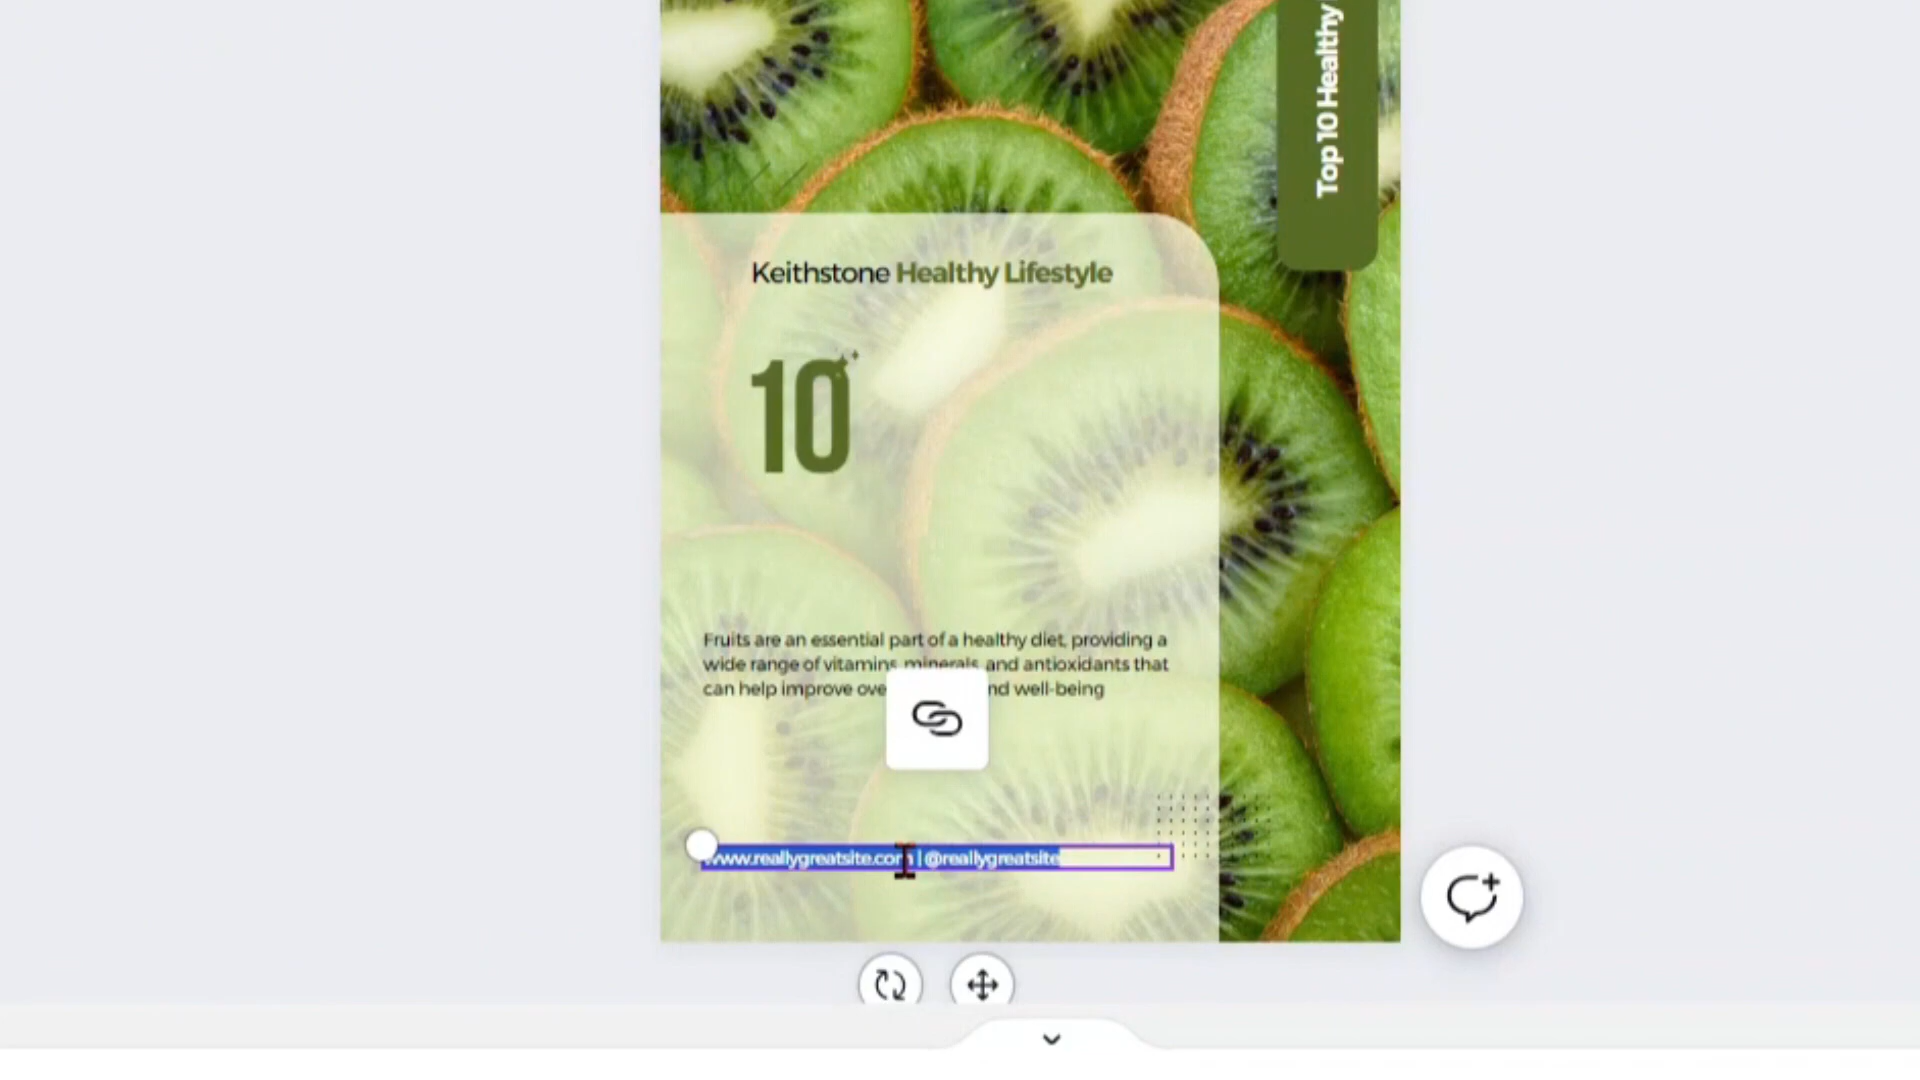 Top 10 Healthy
Keithstone Healthy Lifestyle
10
Fruits are an essential part of a healthy diet, providing a
wide range of vitamins, minerals, and antioxidants that
can help improve nd well-being
www.reallygreatsite.com | @reallygreatsite